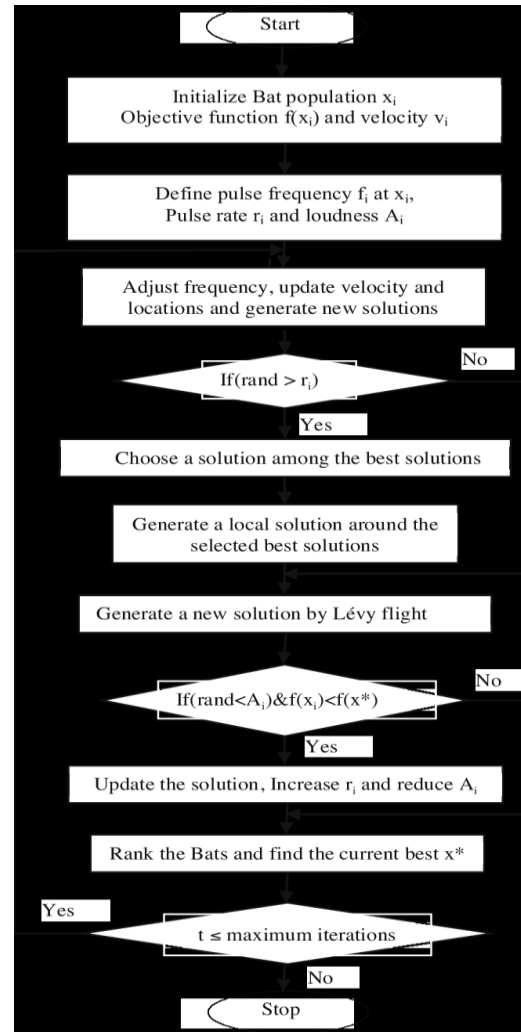 Start
Initialize Bat population xᵢ
Objective function f(xᵢ) and velocity vᵢ
Define pulse frequency fᵢ at xᵢ,
Pulse rate rᵢ and loudness Aᵢ
Adjust frequency, update velocity and
locations and generate new solutions
No
If(rand > rᵢ)
Yes
Choose a solution among the best solutions
Generate a local solution around the
selected best solutions
Generate a new solution by Lévy flight
No
If(rand<Aᵢ)&f(xᵢ)<f(x*)
Yes
Update the solution, Increase rᵢ and reduce Aᵢ
Rank the Bats and find the current best x*
Yes
t ≤ maximum iterations
No
Stop